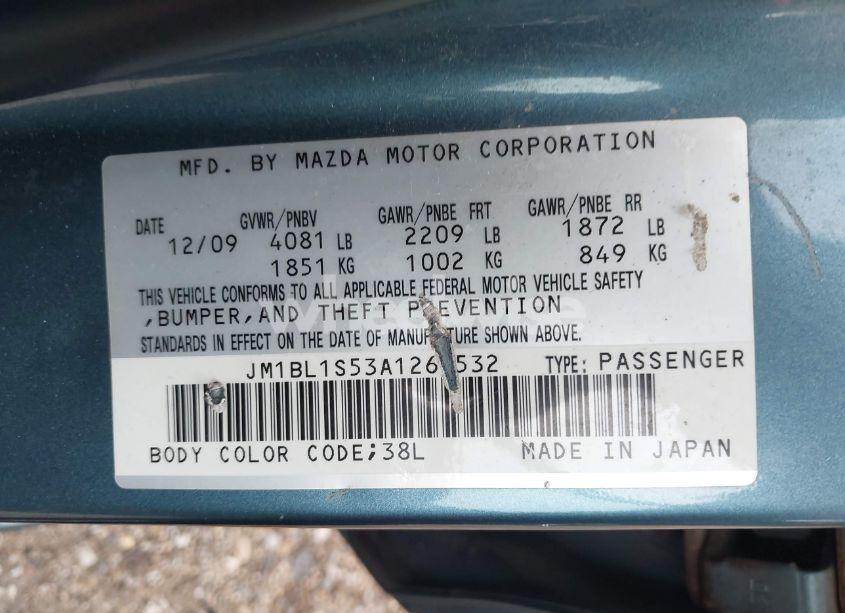 MFD. BY MAZDA MOTOR CORPORATION
DATE GVWR/PNBV GAWR/PNBE FRT GAWR/PNBE RR
12/09 4081 LB 2209 LB 1872 LB
1851 KG 1002 KG 849 KG
THIS VEHICLE CONFORMS TO ALL APPLICABLE FEDERAL MOTOR VEHICLE SAFETY
,BUMPER,AND THEFT PREVENTION
STANDARDS IN EFFECT ON THE DATE OF MANUFACTURE SHOWN ABOVE.
TYPE: PASSENGER
BODY COLOR CODE;38L MADE IN JAPAN